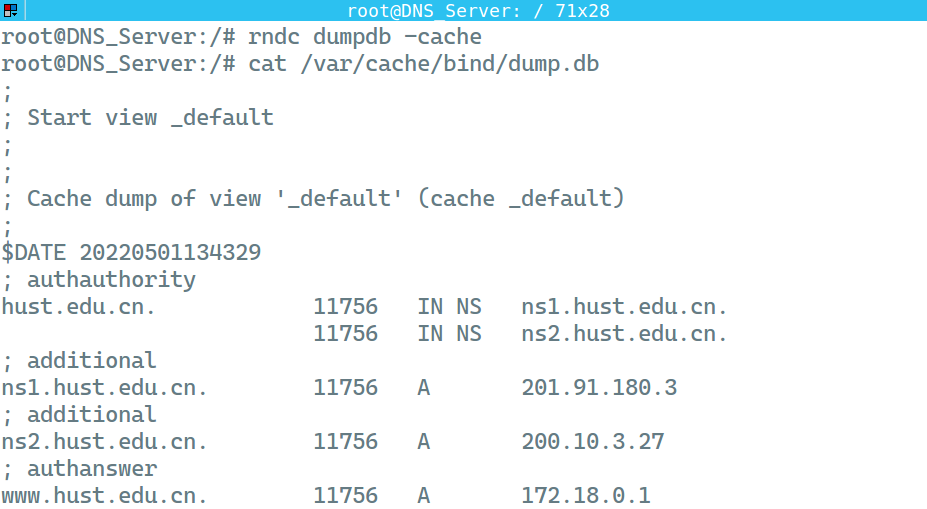 root@DNS_Server: / 71x28
root@DNS_Server:/# rndc dumpdb -cache
root@DNS_Server:/# cat /var/cache/bind/dump.db
;
; Start view _default
;
;
; Cache dump of view '_default' (cache _default)
;
$DATE 20220501134329
; authauthority
hust.edu.cn. 11756 IN NS ns1.hust.edu.cn.
11756 IN NS ns2.hust.edu.cn.
; additional
ns1.hust.edu.cn. 11756 A 201.91.180.3
; additional
ns2.hust.edu.cn. 11756 A 200.10.3.27
; authanswer
www.hust.edu.cn. 11756 A 172.18.0.1